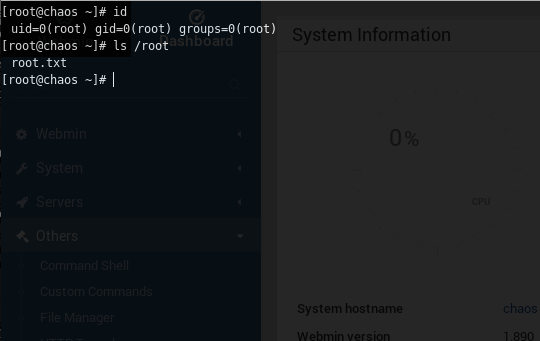 [root@chaos ~]# id
uid=0(root) gid=0(root) groups=0(root)
[root@chaos ~]# ls /root
root.txt
[root@chaos ~]#
Dashboard
Webmin
System
Servers
Others
Command Shell
Custom Commands
File Manager
System Information
0%
CPU
System hostname chaos
Webmin version 1.890